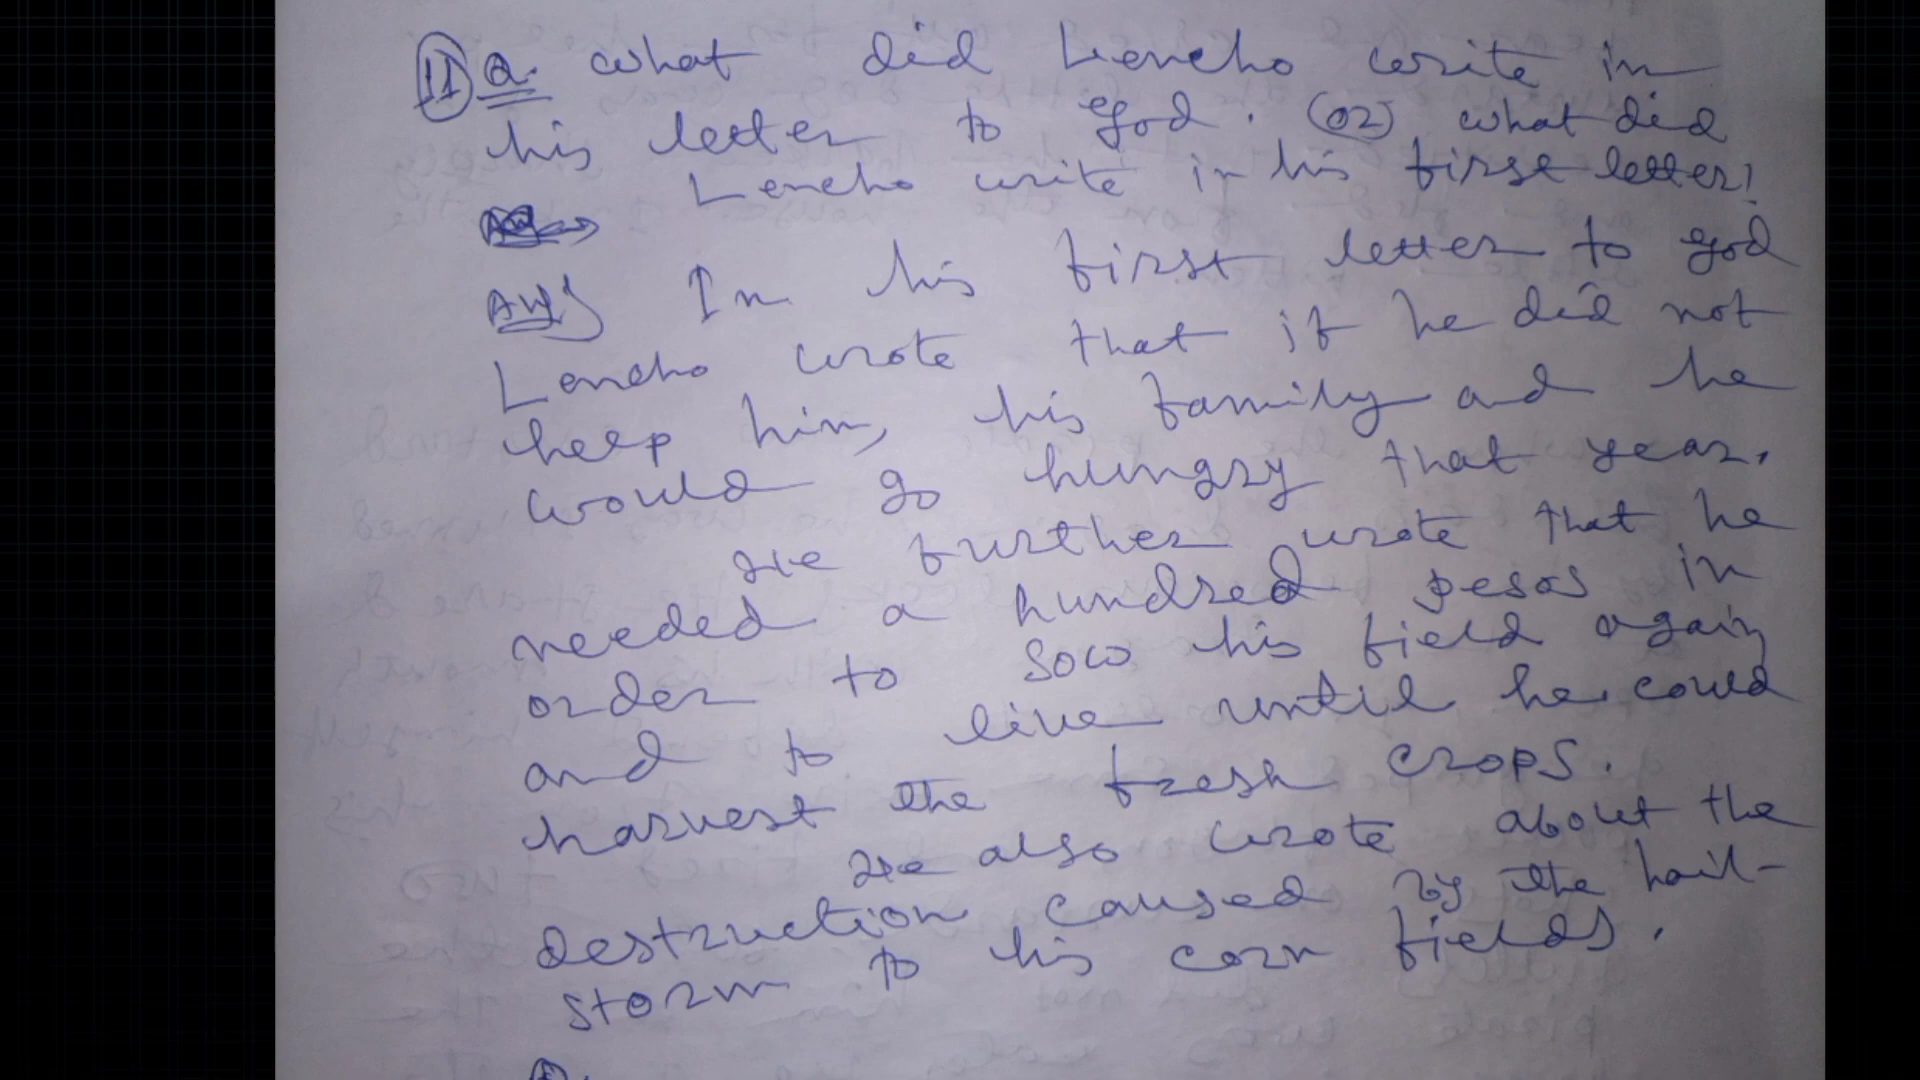 11 a. what did Lencho write in
his letter to god. (or) what did
Lencho write in his first letter?
Ans) In his first letter to god
Lencho wrote that if he did not
help him, his family and he
would go hungry that year.
He further wrote that he
needed a hundred pesos in
order to sow his field again
and to live until he could
harvest the fresh crops.
He also wrote about the
destruction caused by the hail-
storm to his corn fields.